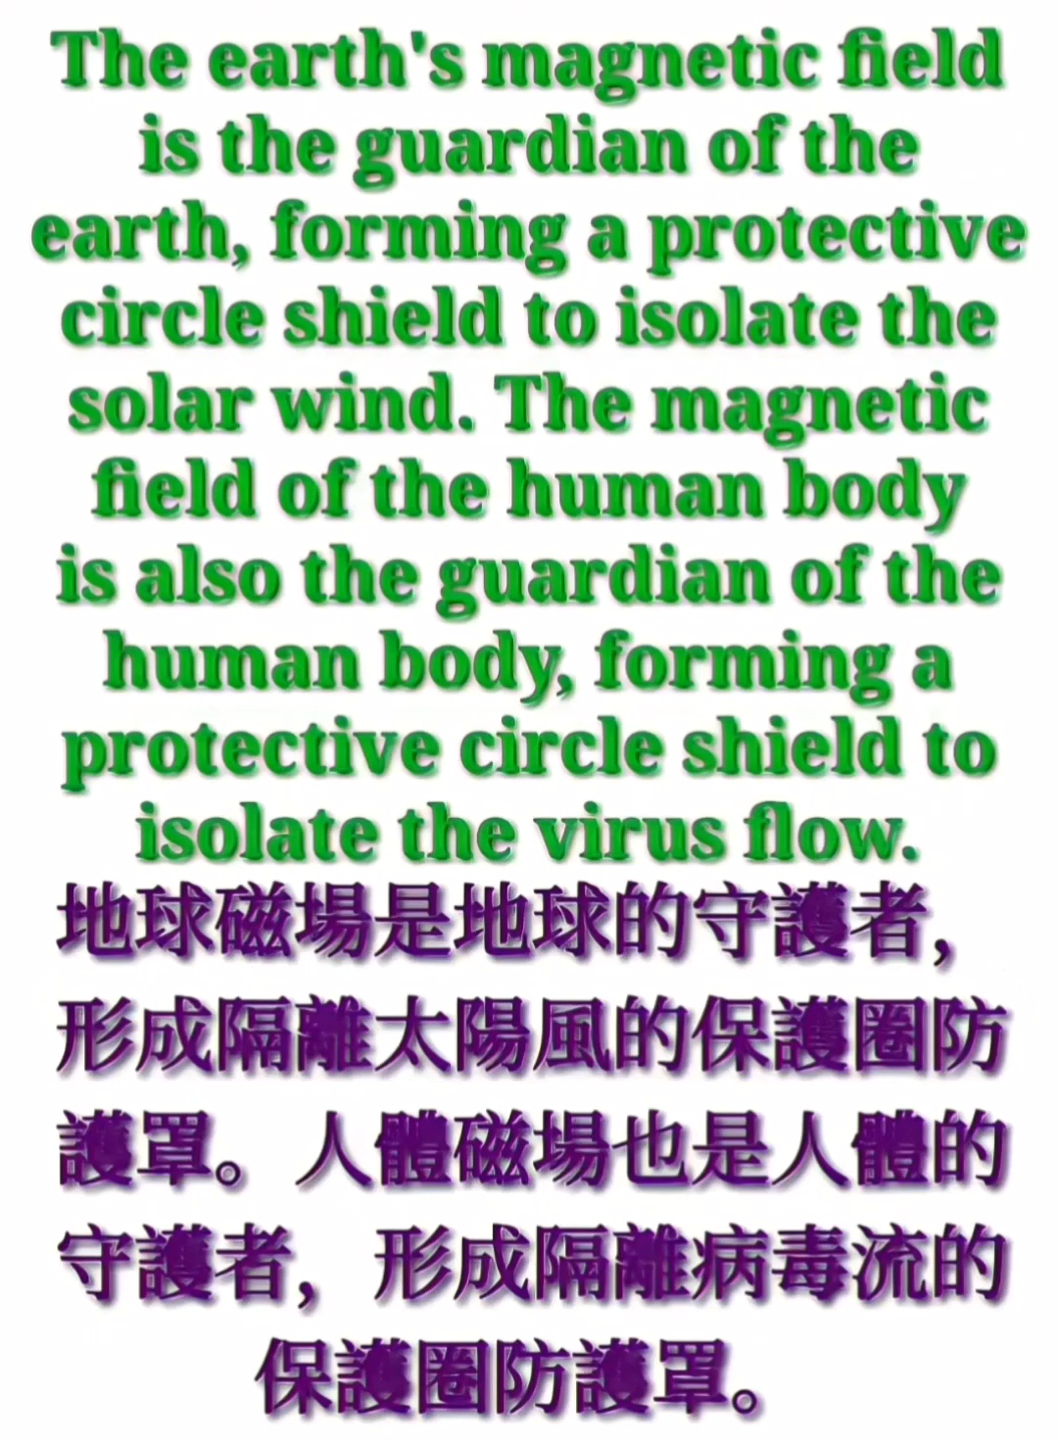 The earth's magnetic field
is the guardian of the
earth, forming a protective
circle shield to isolate the
solar wind. The magnetic
field of the human body
is also the guardian of the
human body, forming a
protective circle shield to
isolate the virus flow.
地球磁場是地球的守護者，
形成隔離太陽風的保護圈防
護罩。人體磁場也是人體的
守護者，形成隔離病毒流的
保護圈防護罩。